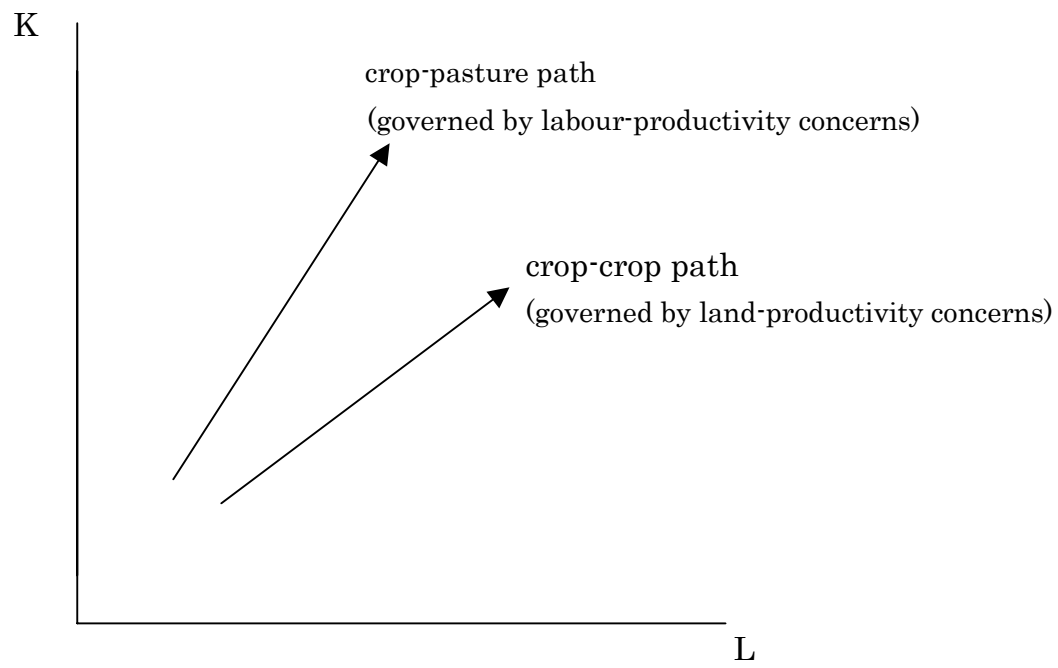 K
crop-pasture path
(governed by labour-productivity concerns)
crop-crop path
(governed by land-productivity concerns)
L